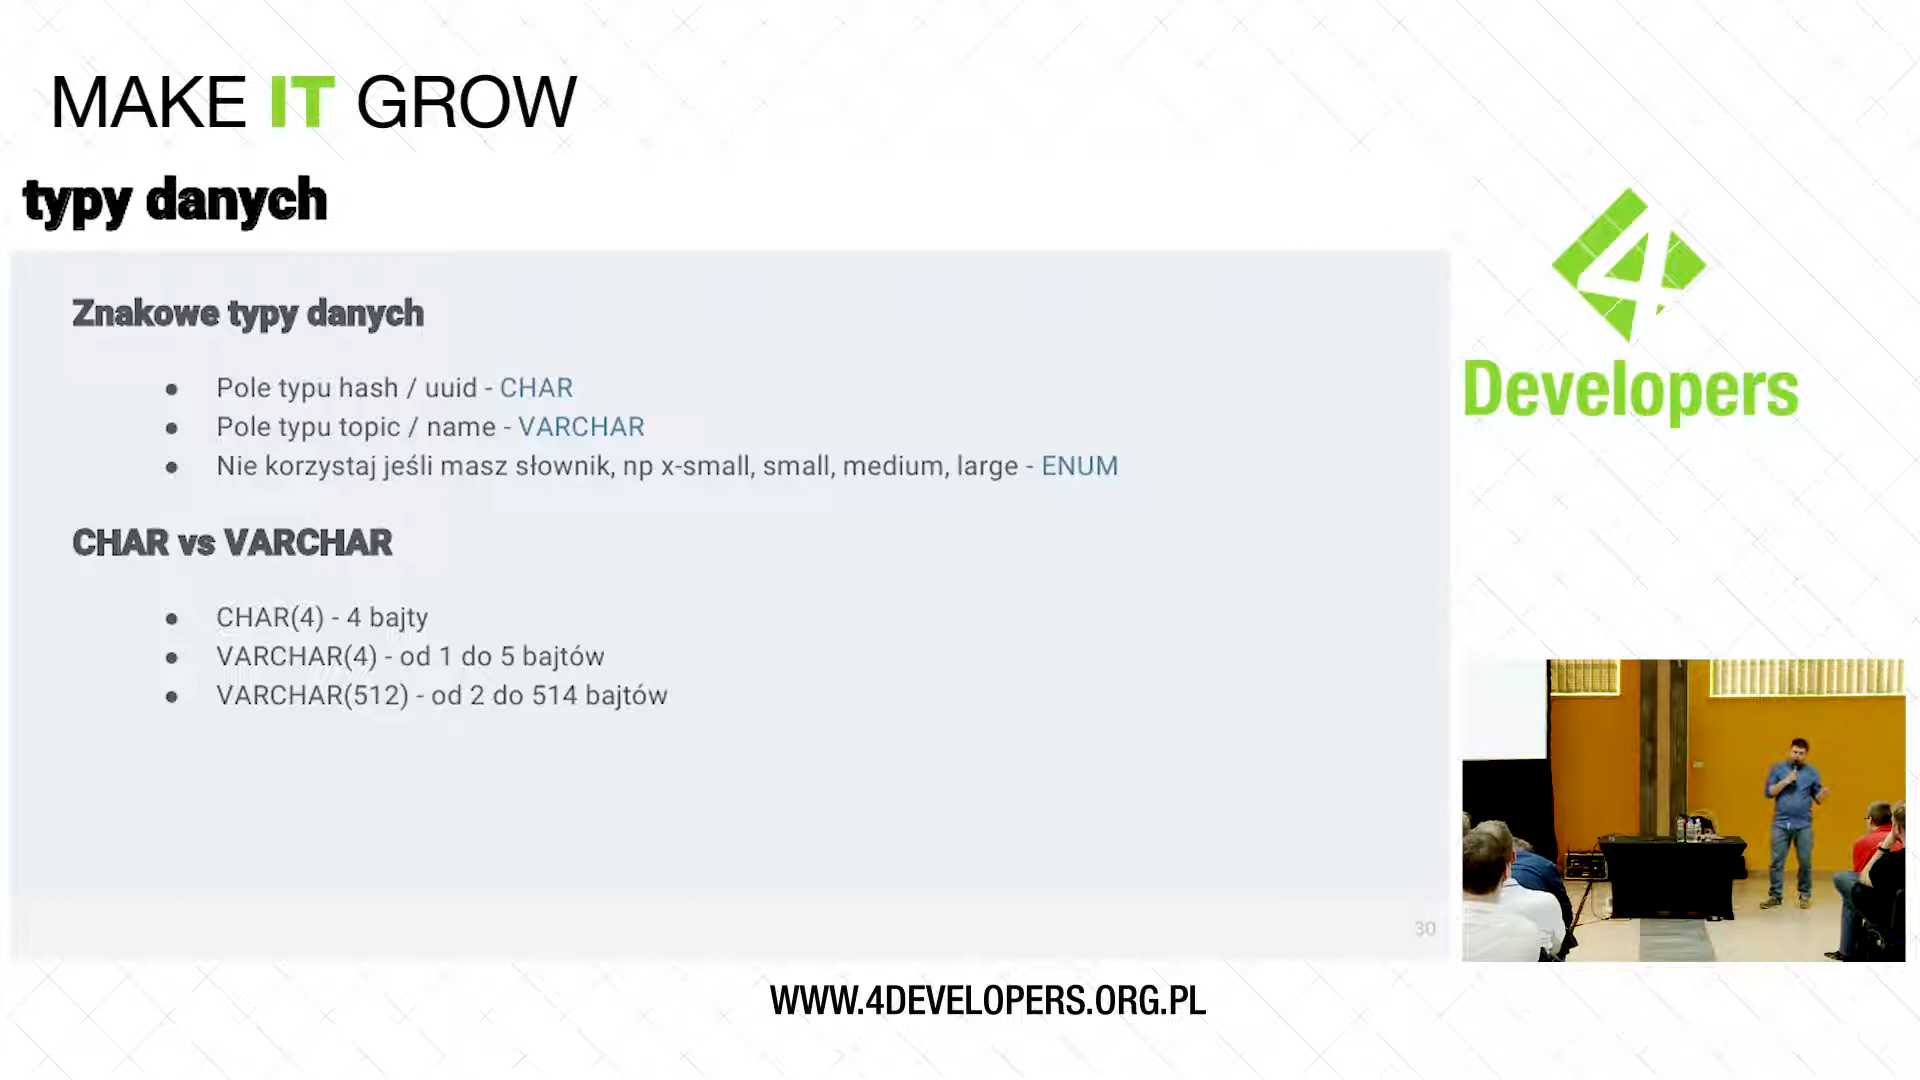 MAKE IT GROW
typy danych
Znakowe typy danych
● Pole typu hash / uuid - CHAR
● Pole typu topic / name - VARCHAR
● Nie korzystaj jeśli masz słownik, np x-small, small, medium, large - ENUM
CHAR vs VARCHAR
● CHAR(4) - 4 bajty
● VARCHAR(4) - od 1 do 5 bajtów
● VARCHAR(512) - od 2 do 514 bajtów
30
4
Developers
WWW.4DEVELOPERS.ORG.PL